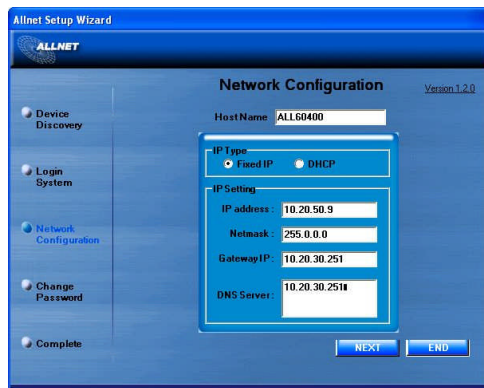 Allnet Setup Wizard
ALLNET
Network Configuration
Version 1.2.0
Device
Discovery
Login
System
Network
Configuration
Change
Password
Complete
Host Name ALL60400
IP Type
Fixed IP DHCP
IP Setting
IP address : 10.20.50.9
Netmask : 255.0.0.0
Gateway IP : 10.20.30.251
DNS Server : 10.20.30.251
NEXT END